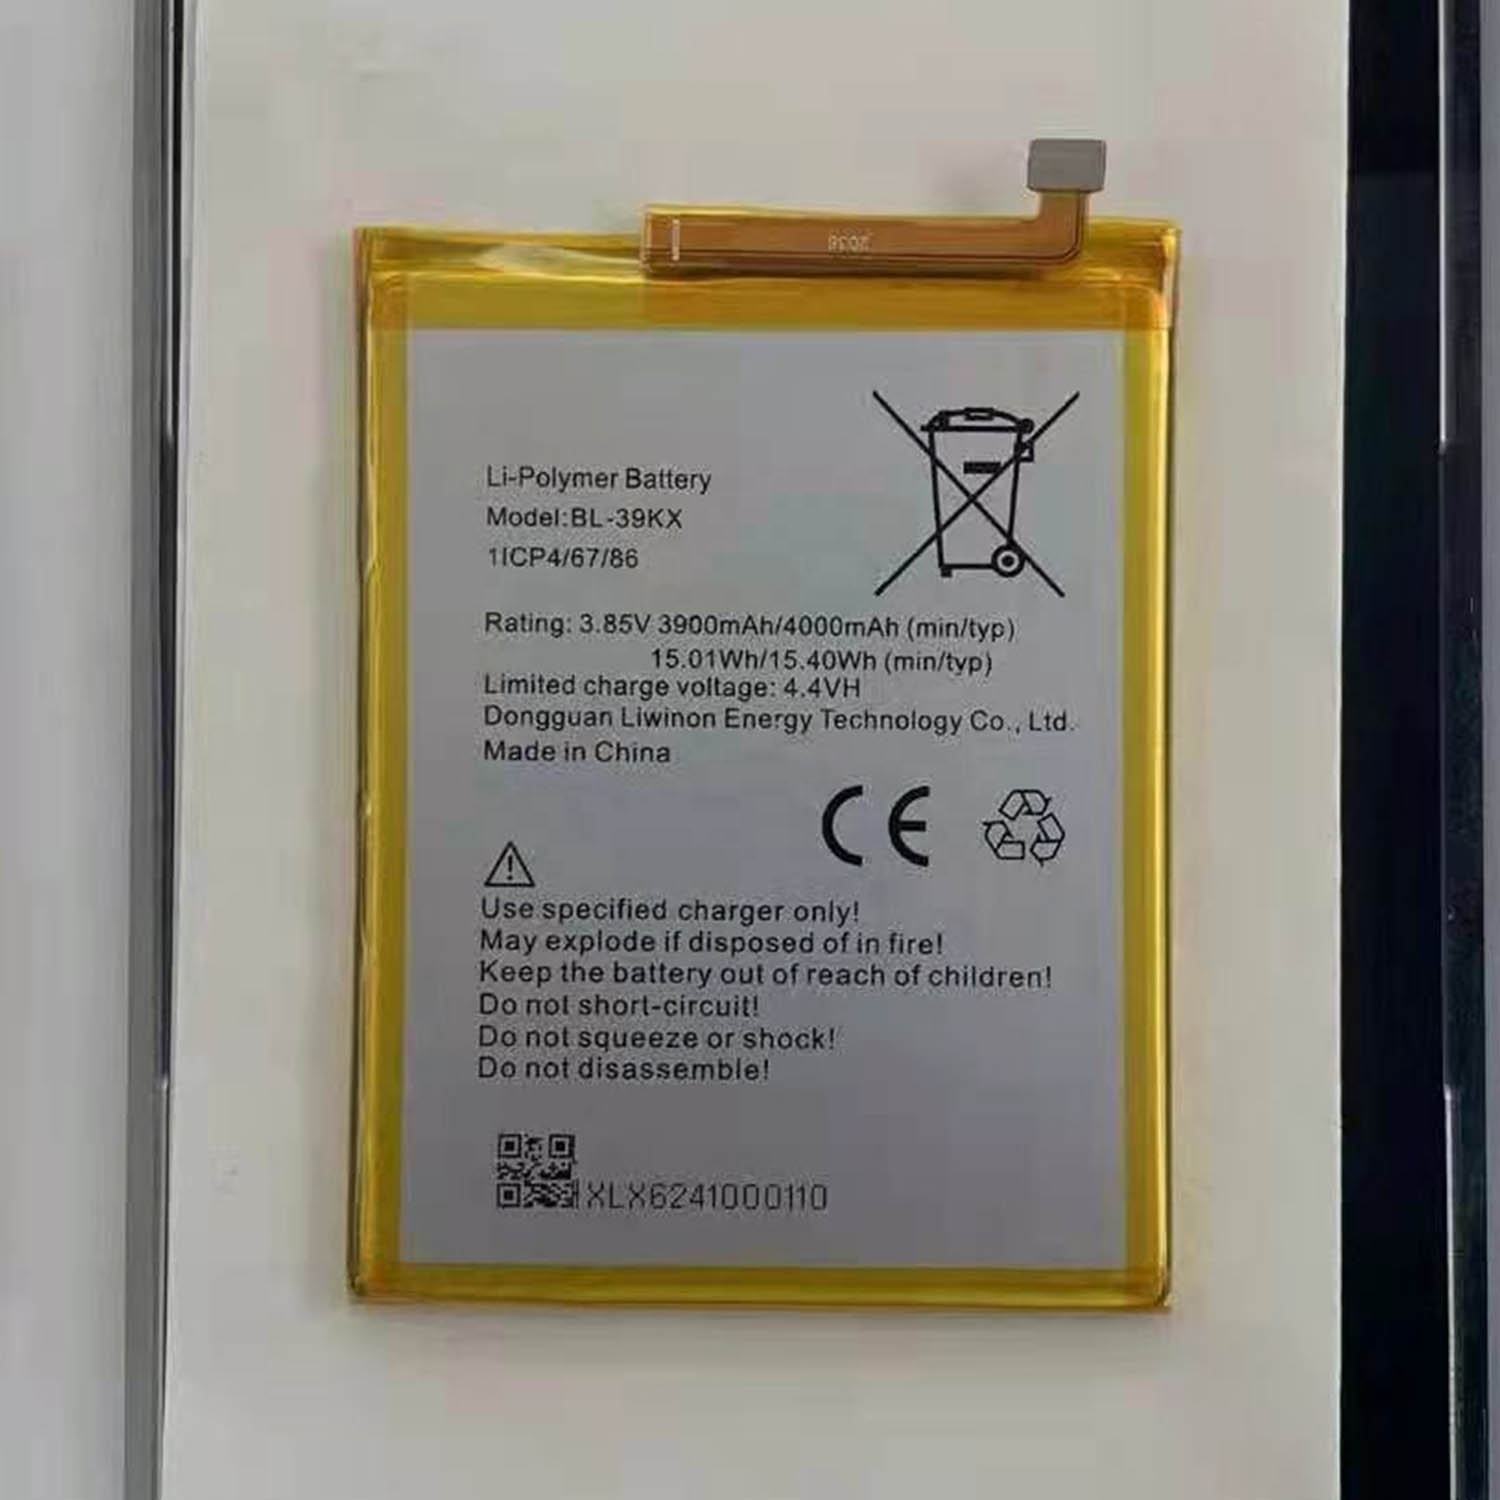 2036
Li-Polymer Battery
Model:BL-39KX
1ICP4/67/86
Rating: 3.85V 3900mAh/4000mAh (min/typ)
15.01Wh/15.40Wh (min/typ)
Limited charge voltage: 4.4VH
Dongguan Liwinon Energy Technology Co., Ltd.
Made in China
CE
Use specified charger only!
May explode if disposed of in fire!
Keep the battery out of reach of children!
Do not short-circuit!
Do not squeeze or shock!
Do not disassemble!
XLX6241000110